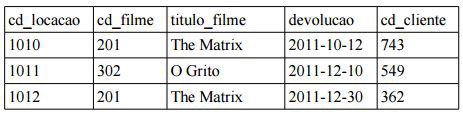 cd_locacao cd_filme titulo_filme devolucao cd_cliente
1010 201 The Matrix 2011-10-12 743
1011 302 O Grito 2011-12-10 549
1012 201 The Matrix 2011-12-30 362